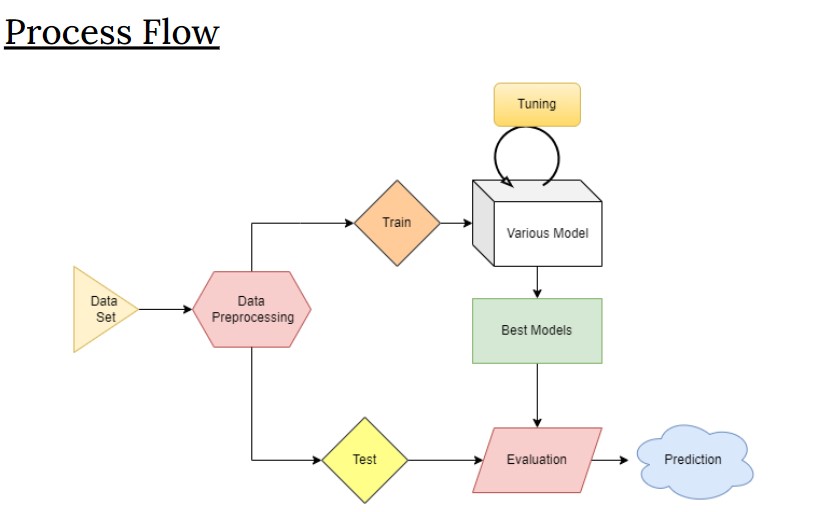 Process Flow
Tuning
Train
Various Model
Data
Set
Data
Preprocessing
Best Models
Test
Evaluation
Prediction